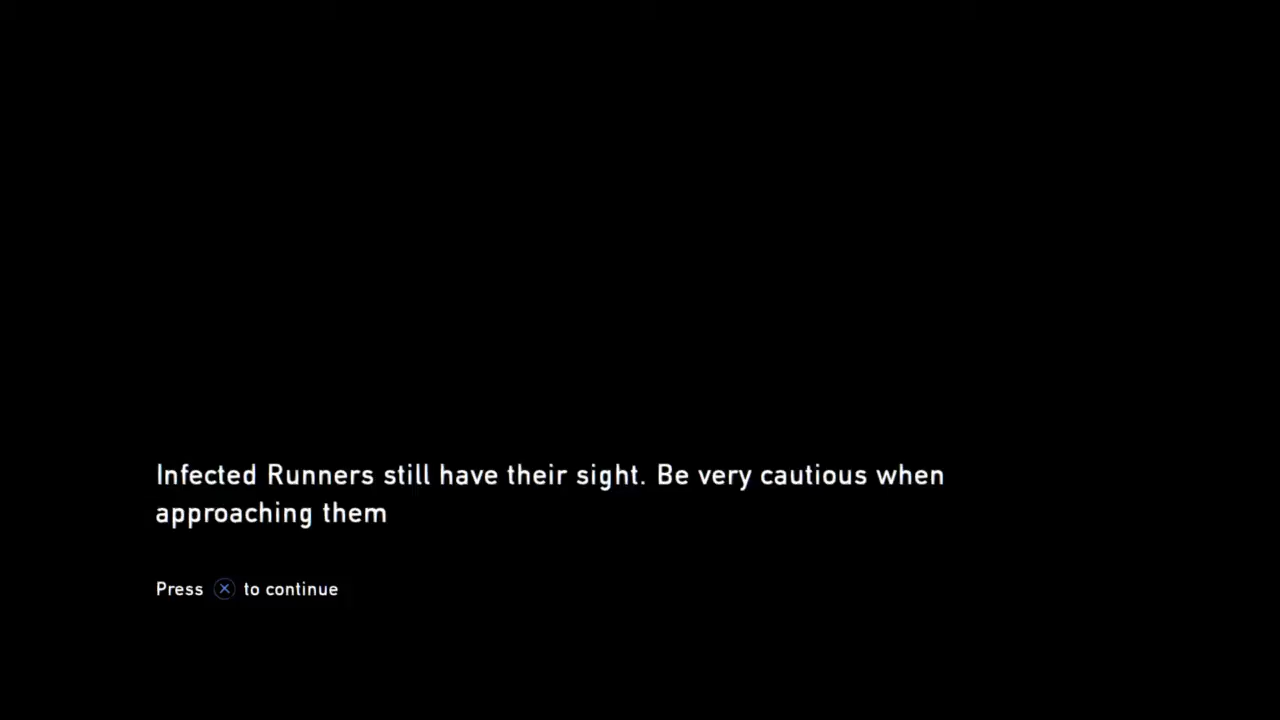 Infected Runners still have their sight. Be very cautious when
approaching them
Press ⓧ to continue